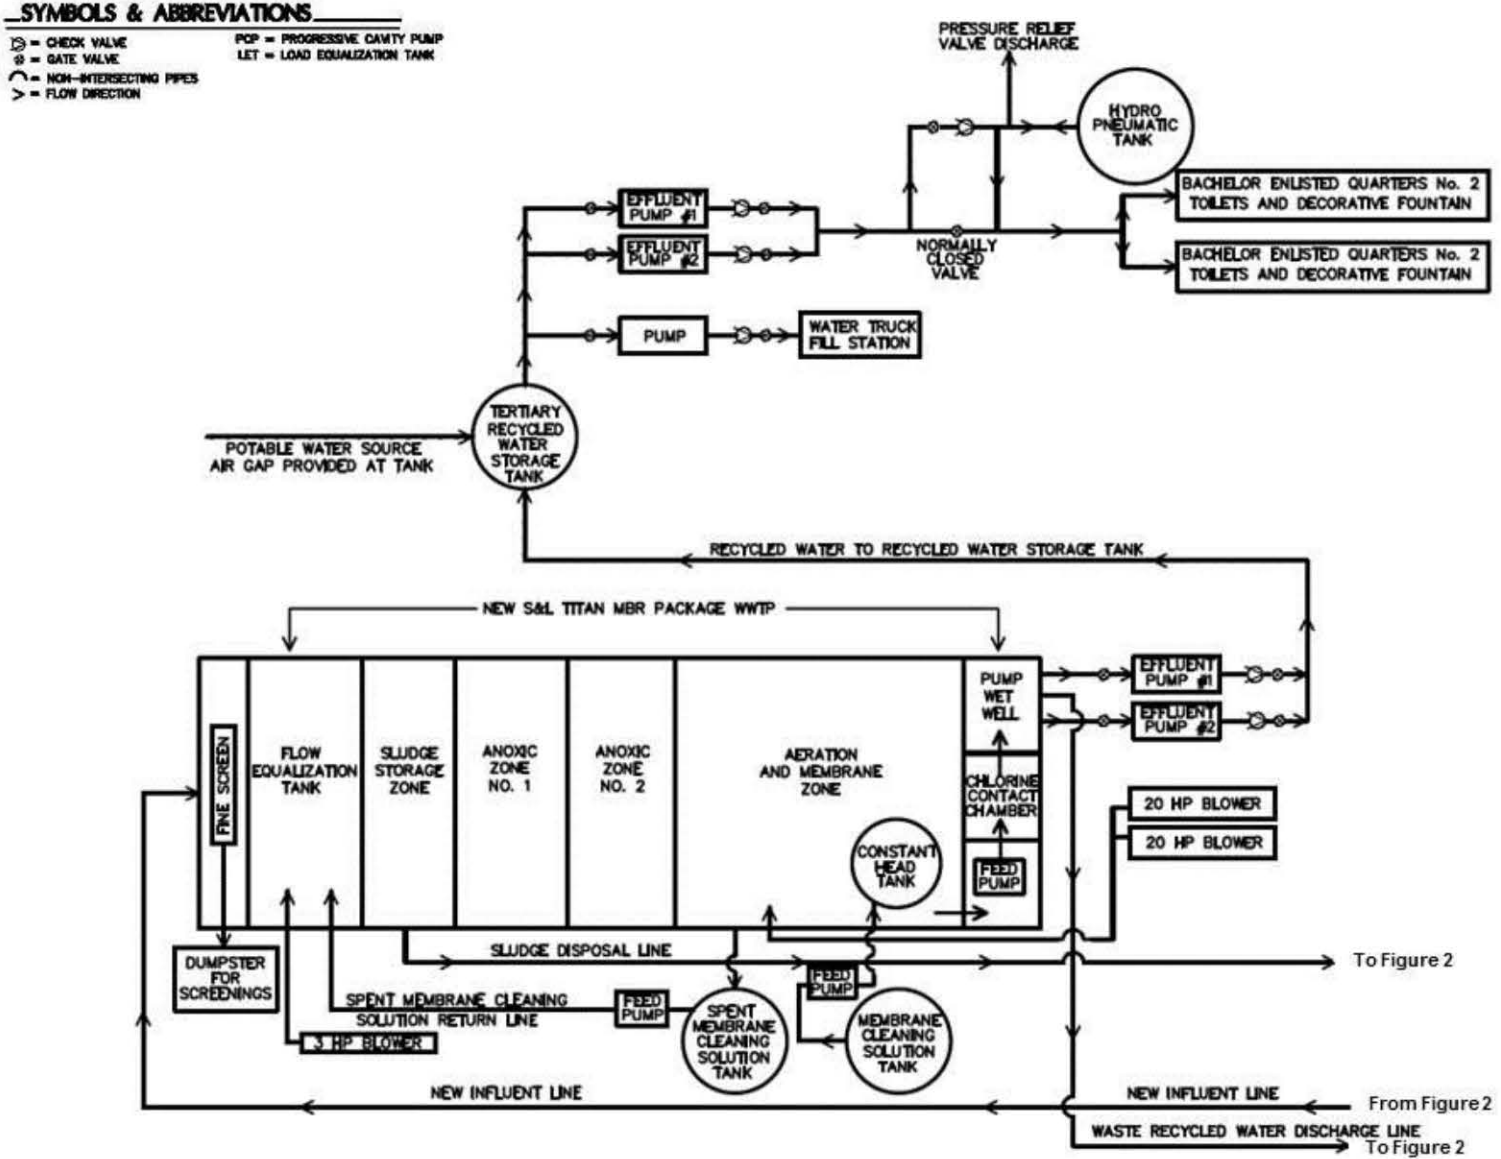 SYMBOLS & ABBREVIATIONS
= CHECK VALVE
= GATE VALVE
= NON-INTERSECTING PIPES
> = FLOW DIRECTION
PCP = PROGRESSIVE CAVITY PUMP
LET = LOAD EQUALIZATION TANK
PRESSURE RELIEF
VALVE DISCHARGE
HYDRO
PNEUMATIC
TANK
BACHELOR ENLISTED QUARTERS No. 2
TOILETS AND DECORATIVE FOUNTAIN
BACHELOR ENLISTED QUARTERS No. 2
TOILETS AND DECORATIVE FOUNTAIN
EFFLUENT
PUMP #1
EFFLUENT
PUMP #2
NORMALLY
CLOSED
VALVE
PUMP
WATER TRUCK
FILL STATION
TERTIARY
RECYCLED
WATER
STORAGE
TANK
POTABLE WATER SOURCE
AIR GAP PROVIDED AT TANK
RECYCLED WATER TO RECYCLED WATER STORAGE TANK
NEW S&L TITAN MBR PACKAGE WWTP
FINE SCREEN
FLOW
EQUALIZATION
TANK
SLUDGE
STORAGE
ZONE
ANOXIC
ZONE
NO. 1
ANOXIC
ZONE
NO. 2
AERATION
AND MEMBRANE
ZONE
CONSTANT
HEAD
TANK
PUMP
WET
WELL
CHLORINE
CONTACT
CHAMBER
FEED
PUMP
EFFLUENT
PUMP #1
EFFLUENT
PUMP #2
20 HP BLOWER
20 HP BLOWER
DUMPSTER
FOR
SCREENINGS
SLUDGE DISPOSAL LINE
To Figure 2
SPENT MEMBRANE CLEANING
SOLUTION RETURN LINE
FEED
PUMP
SPENT
MEMBRANE
CLEANING
SOLUTION
TANK
FEED
PUMP
MEMBRANE
CLEANING
SOLUTION
TANK
3 HP BLOWER
NEW INFLUENT LINE
NEW INFLUENT LINE
From Figure 2
WASTE RECYCLED WATER DISCHARGE LINE
To Figure 2